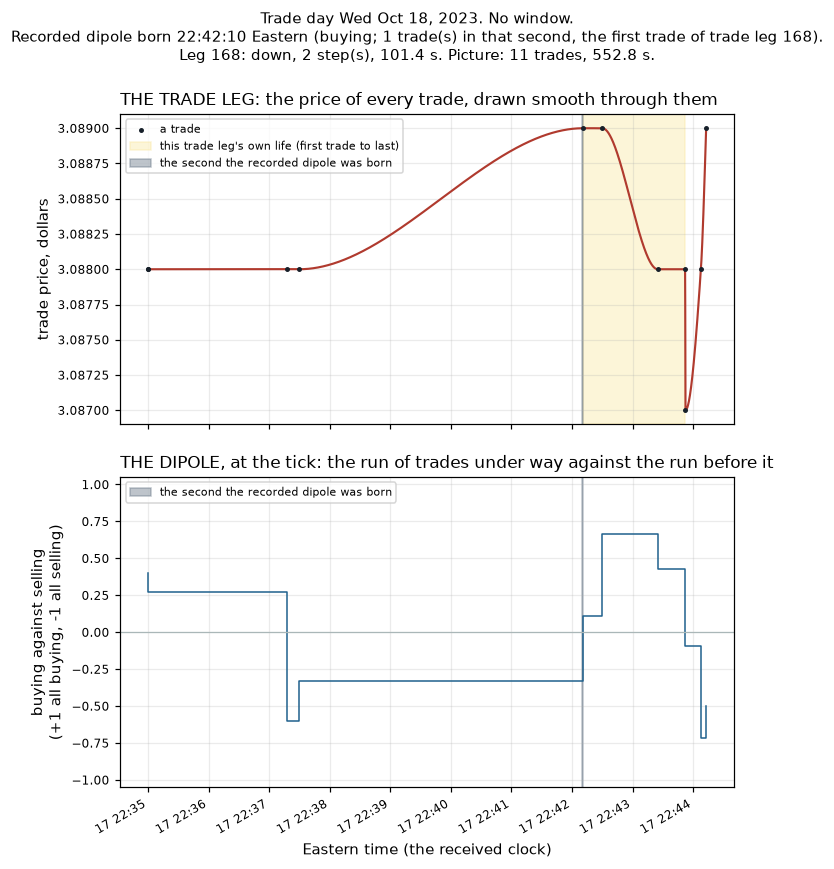 Trade day Wed Oct 18, 2023. No window.
Recorded dipole born 22:42:10 Eastern (buying; 1 trade(s) in that second, the first trade of trade leg 168).
Leg 168: down, 2 step(s), 101.4 s. Picture: 11 trades, 552.8 s.
THE TRADE LEG: the price of every trade, drawn smooth through them
a trade
this trade leg's own life (first trade to last)
the second the recorded dipole was born
trade price, dollars
3.08900
3.08875
3.08850
3.08825
3.08800
3.08775
3.08750
3.08725
3.08700
THE DIPOLE, at the tick: the run of trades under way against the run before it
the second the recorded dipole was born
buying against selling
(+1 all buying, -1 all selling)
1.00
0.75
0.50
0.25
0.00
−0.25
−0.50
−0.75
−1.00
17 22:35
17 22:36
17 22:37
17 22:38
17 22:39
17 22:40
17 22:41
17 22:42
17 22:43
17 22:44
Eastern time (the received clock)